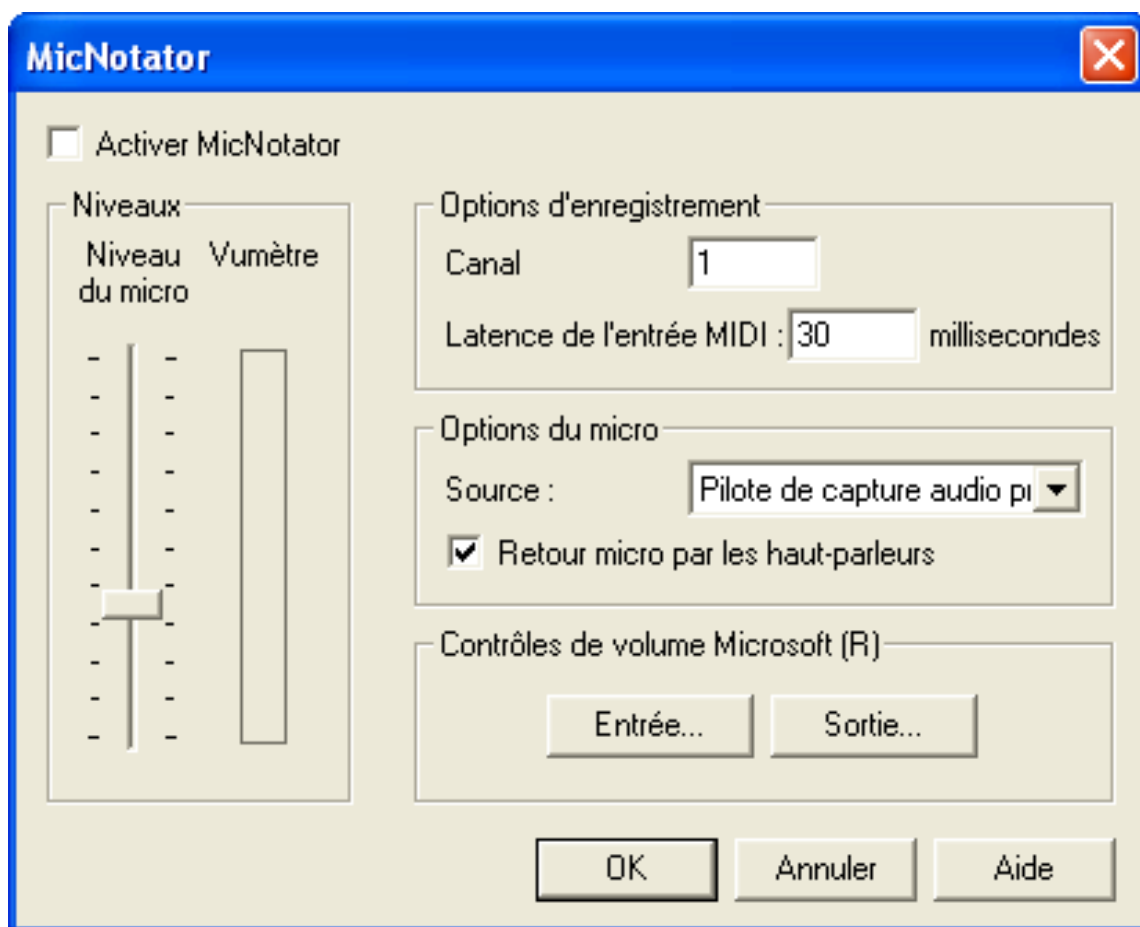 MicNotator
Activer MicNotator
Niveaux
Niveau Vumètre
du micro
Options d'enregistrement
Canal 1
Latence de l'entrée MIDI : 30 millisecondes
Options du micro
Source : Pilote de capture audio
Retour micro par les haut-parleurs
Contrôles de volume Microsoft (R)
Entrée... Sortie...
OK Annuler Aide